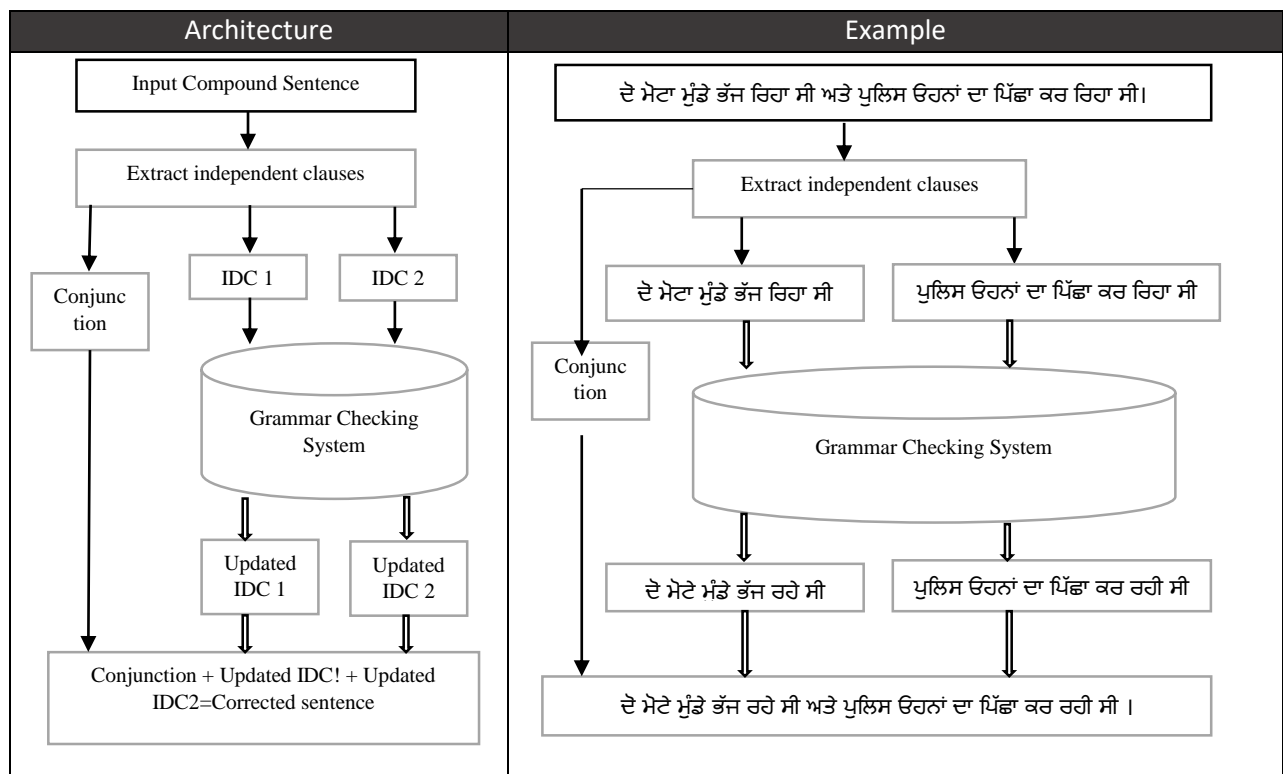 Architecture
Input Compound Sentence
Extract independent clauses
Conjunc
tion
IDC 1
IDC 2
Grammar Checking
System
Updated
IDC 1
Updated
IDC 2
Conjunction + Updated IDC! + Updated
IDC2=Corrected sentence
Example
ਦੋ ਮੋਟਾ ਮੁੰਡੇ ਭੱਜ ਰਿਹਾ ਸੀ ਅਤੇ ਪੁਲਿਸ ਓਹਨਾਂ ਦਾ ਪਿੱਛਾ ਕਰ ਰਿਹਾ ਸੀ।
Extract independent clauses
ਦੋ ਮੋਟਾ ਮੁੰਡੇ ਭੱਜ ਰਿਹਾ ਸੀ
ਪੁਲਿਸ ਓਹਨਾਂ ਦਾ ਪਿੱਛਾ ਕਰ ਰਿਹਾ ਸੀ
Conjunc
tion
Grammar Checking System
ਦੋ ਮੋਟੇ ਮੁੰਡੇ ਭੱਜ ਰਹੇ ਸੀ
ਪੁਲਿਸ ਓਹਨਾਂ ਦਾ ਪਿੱਛਾ ਕਰ ਰਹੀ ਸੀ
ਦੋ ਮੋਟੇ ਮੁੰਡੇ ਭੱਜ ਰਹੇ ਸੀ ਅਤੇ ਪੁਲਿਸ ਓਹਨਾਂ ਦਾ ਪਿੱਛਾ ਕਰ ਰਹੀ ਸੀ ।